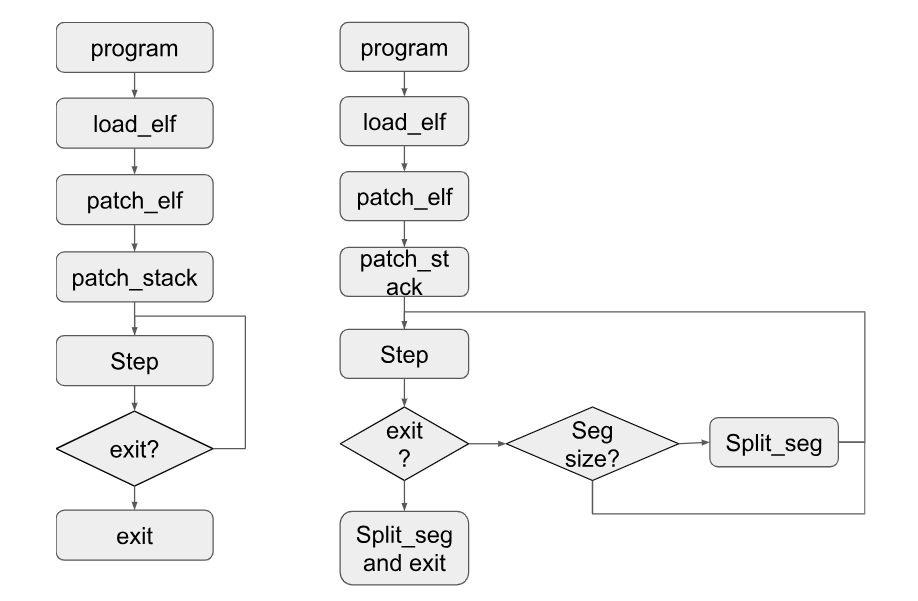 program
load_elf
patch_elf
patch_stack
Step
exit?
exit
program
load_elf
patch_elf
patch_st
ack
Step
exit
?
Seg
size?
Split_seg
Split_seg
and exit